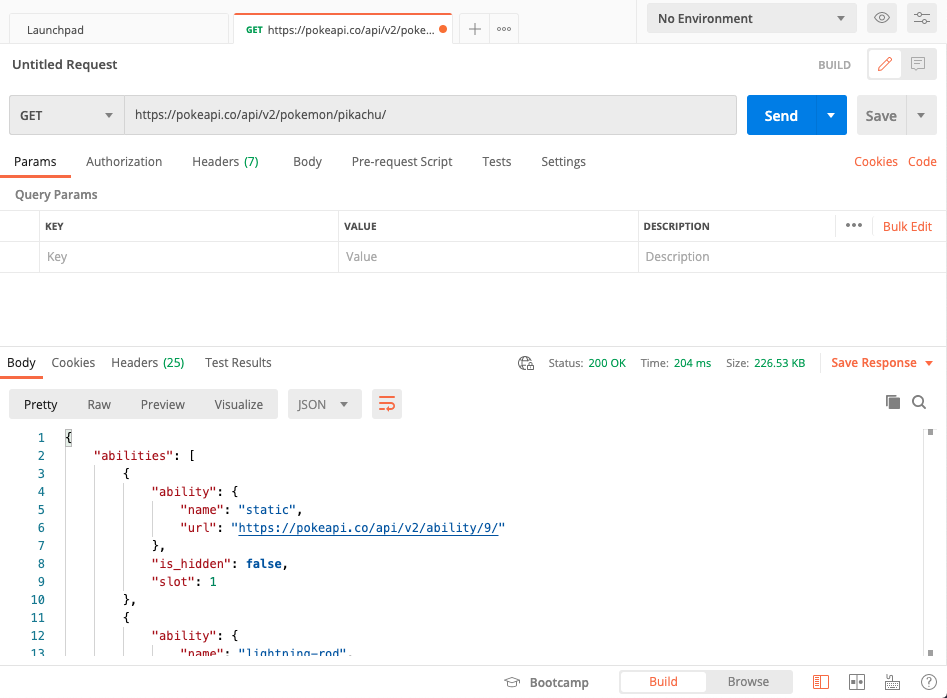 Launchpad
GET https://pokeapi.co/api/v2/poke...
No Environment
Untitled Request
BUILD
GET
https://pokeapi.co/api/v2/pokemon/pikachu/
Send
Save
Params Authorization Headers (7) Body Pre-request Script Tests Settings Cookies Code
Query Params
KEY VALUE DESCRIPTION ••• Bulk Edit
Key Value Description
Body Cookies Headers (25) Test Results Status: 200 OK Time: 204 ms Size: 226.53 KB Save Response
Pretty Raw Preview Visualize JSON
1 {
2 "abilities": [
3 {
4 "ability": {
5 "name": "static",
6 "url": "https://pokeapi.co/api/v2/ability/9/"
7 },
8 "is_hidden": false,
9 "slot": 1
10 },
11 {
12 "ability": {
13 "name": "lightning-rod",
Bootcamp Build Browse ?